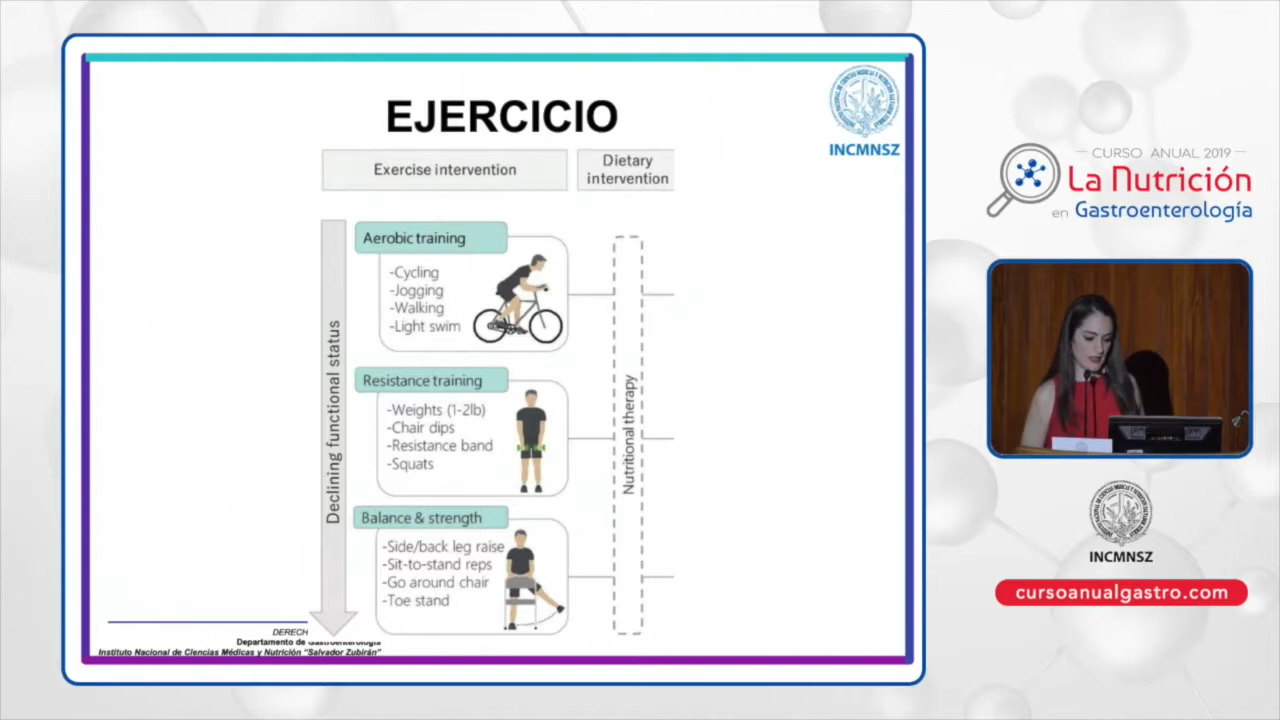 EJERCICIO
INCMNSZ
Exercise intervention
Dietary
intervention
Declining functional status
Aerobic training
-Cycling
-Jogging
-Walking
-Light swim
Resistance training
-Weights (1-2lb)
-Chair dips
-Resistance band
-Squats
Balance & strength
-Side/back leg raise
-Sit-to-stand reps
-Go around chair
-Toe stand
Nutritional therapy
DERECH
Departamento de Gastroenterología
Instituto Nacional de Ciencias Médicas y Nutrición "Salvador Zubirán"
CURSO ANUAL 2019
La Nutrición
en Gastroenterología
INCMNSZ
cursoanualgastro.com